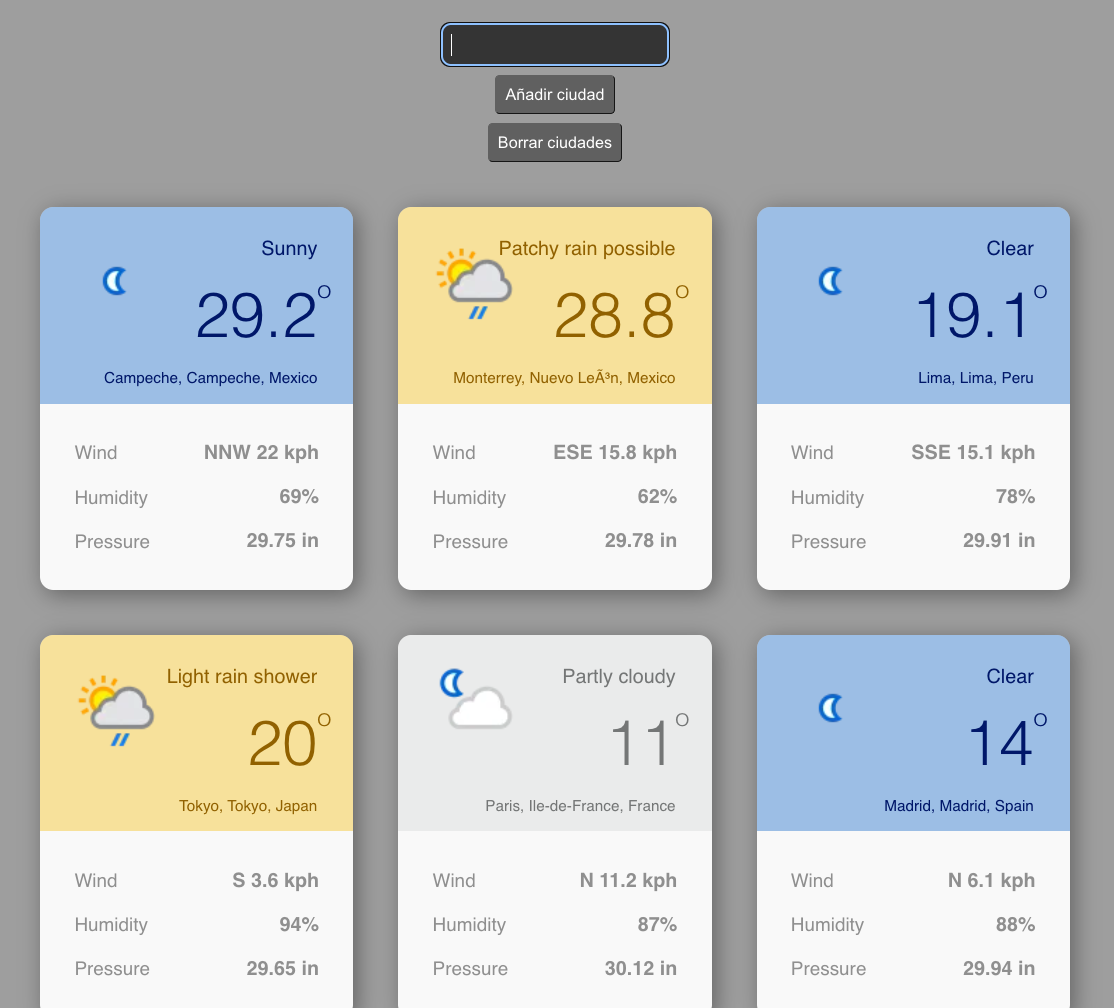 Añadir ciudad
Borrar ciudades
Sunny
29.2°
Campeche, Campeche, Mexico
Wind NNW 22 kph
Humidity 69%
Pressure 29.75 in
Patchy rain possible
28.8°
Monterrey, Nuevo LeÃ³n, Mexico
Wind ESE 15.8 kph
Humidity 62%
Pressure 29.78 in
Clear
19.1°
Lima, Lima, Peru
Wind SSE 15.1 kph
Humidity 78%
Pressure 29.91 in
Light rain shower
20°
Tokyo, Tokyo, Japan
Wind S 3.6 kph
Humidity 94%
Pressure 29.65 in
Partly cloudy
11°
Paris, Ile-de-France, France
Wind N 11.2 kph
Humidity 87%
Pressure 30.12 in
Clear
14°
Madrid, Madrid, Spain
Wind N 6.1 kph
Humidity 88%
Pressure 29.94 in